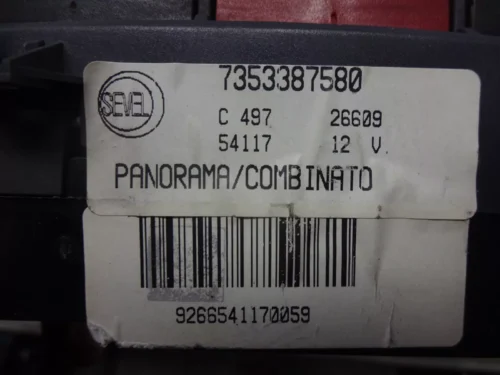 SEVEL
7353387580
C 497 26609
54117 12 V.
PANORAMA/COMBINATO
9266541170059